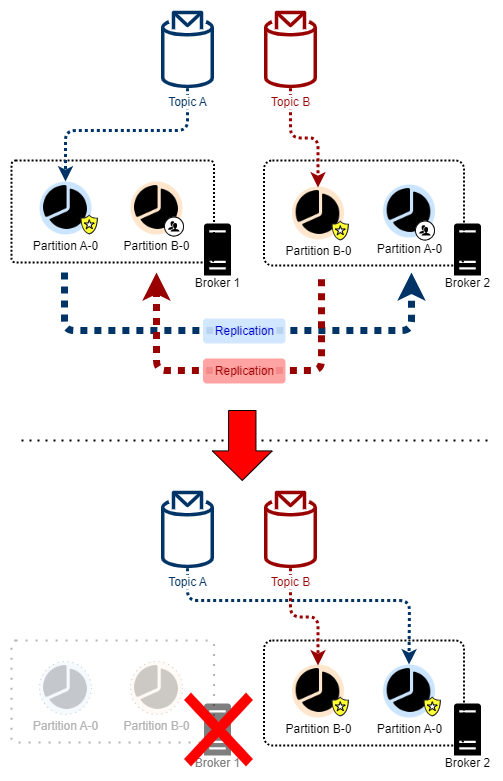 Topic A
Topic B
Partition A-0
Partition B-0
Partition B-0
Partition A-0
Broker 1
Broker 2
Replication
Replication
Topic A
Topic B
Partition A-0
Partition B-0
Partition B-0
Partition A-0
Broker 1
Broker 2